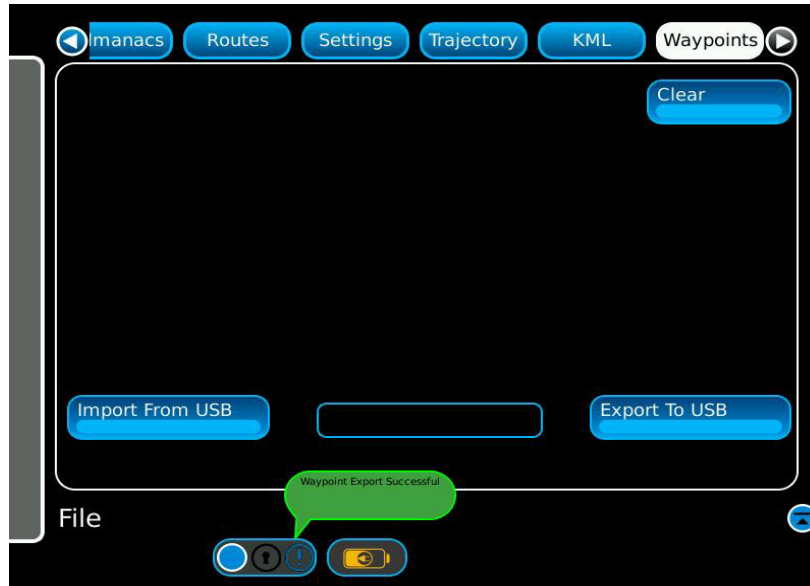 lmanacs Routes Settings Trajectory KML Waypoints
Clear
Import From USB Export To USB
Waypoint Export Successful
File